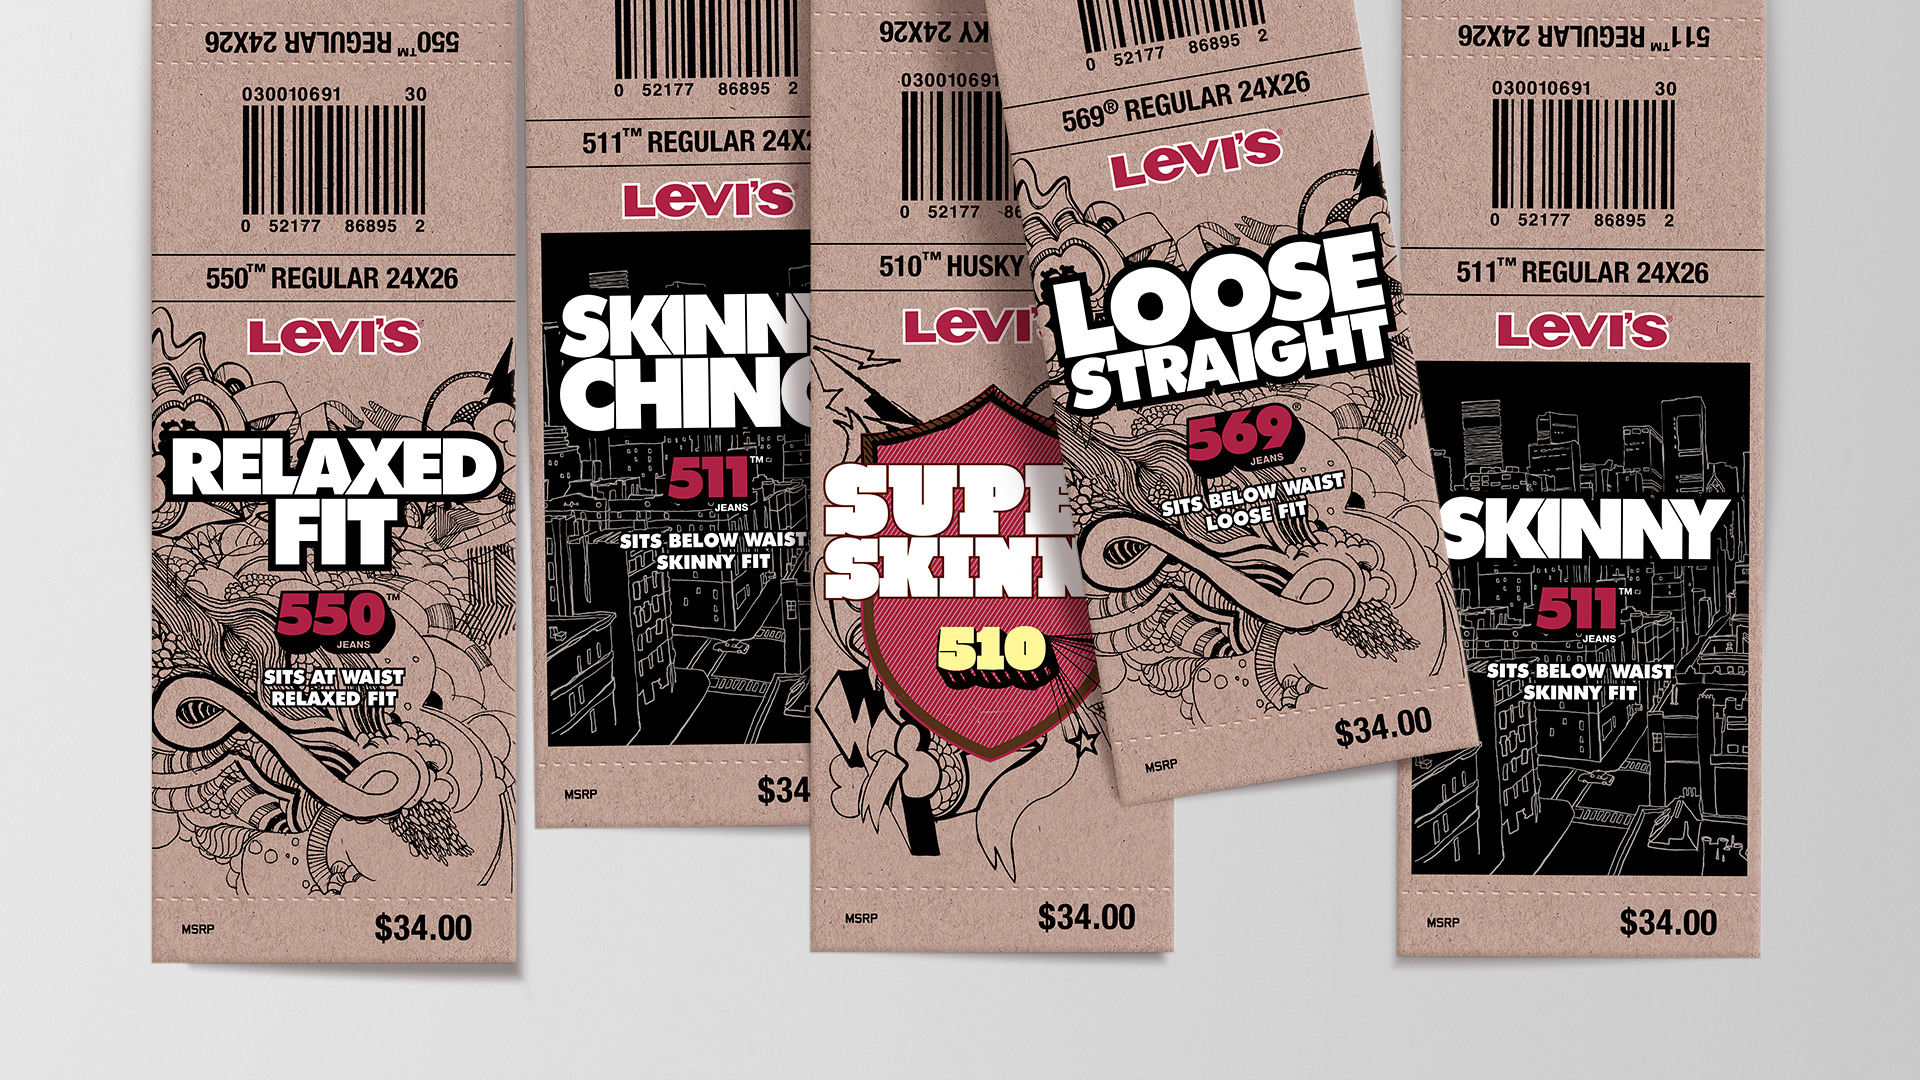 550™ REGULAR 24X26
030010691 30
0 52177 86895 2
550™ REGULAR 24X26
LEVI'S
RELAXED
FIT
550™
JEANS
SITS AT WAIST
RELAXED FIT
MSRP $34.00
0 52177 86895 2
511™ REGULAR 24X2
LEVI'S
SKINN
CHINO
511™
JEANS
SITS BELOW WAIST
SKINNY FIT
MSRP $34
KY 24X26
030010691
0 52177 86
510™ HUSKY
LEVI'
SUPE
SKINN
510
MSRP $34.00
0 52177 86895 2
569® REGULAR 24X26
LEVI'S
LOOSE
STRAIGHT
569®
JEANS
SITS BELOW WAIST
LOOSE FIT
MSRP $34.00
511™ REGULAR 24X26
030010691 30
0 52177 86895 2
511™ REGULAR 24X26
LEVI'S®
SKINNY
511™
JEANS
SITS BELOW WAIST
SKINNY FIT
MSRP $34.00